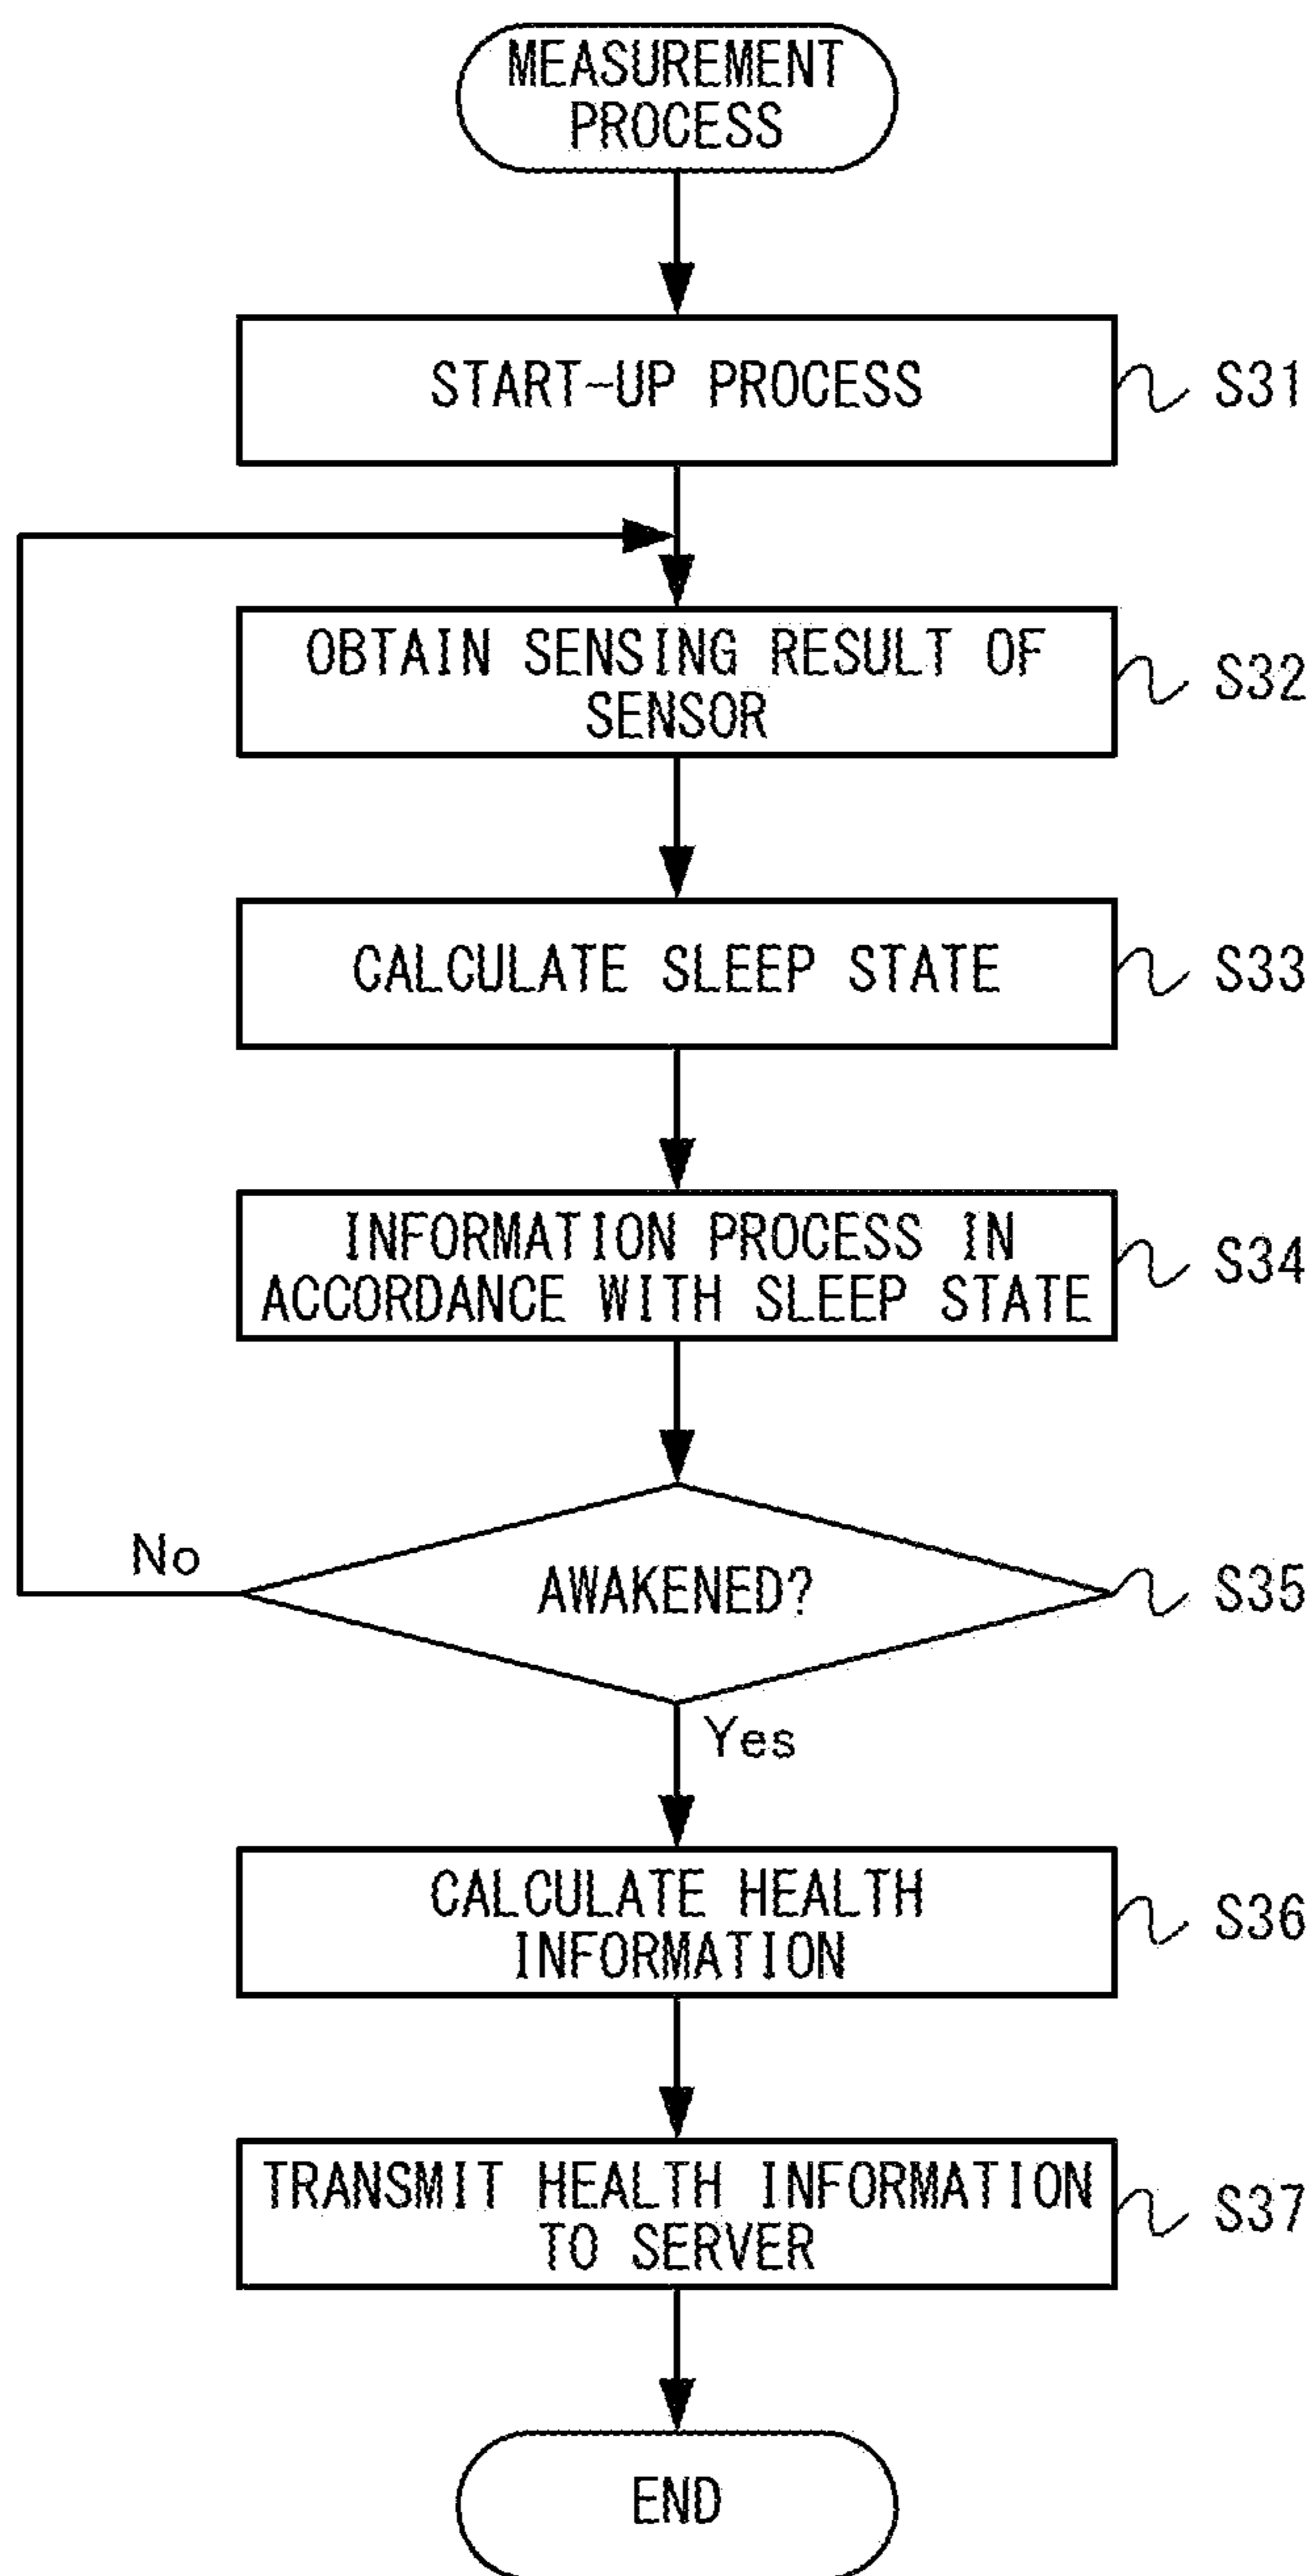 MEASUREMENT
PROCESS
START-UP PROCESS
S31
OBTAIN SENSING RESULT OF
SENSOR
S32
CALCULATE SLEEP STATE
S33
INFORMATION PROCESS IN
ACCORDANCE WITH SLEEP STATE
S34
No
AWAKENED?
S35
Yes
CALCULATE HEALTH
INFORMATION
S36
TRANSMIT HEALTH INFORMATION
TO SERVER
S37
END